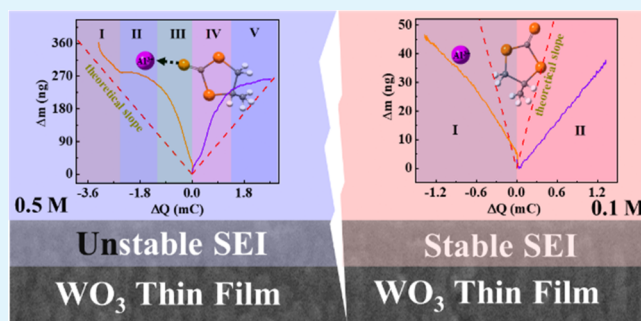 I II III IV V
360
270
180
90
0
Δm (ng)
theoretical slope
-3.6 -1.8 0.0 1.8
ΔQ (mC)
0.5 M
Unstable SEI
WO₃ Thin Film
50
40
30
20
10
0
Δm (ng)
theoretical slope
I
II
-1.2 -0.6 0.0 0.6 1.2
ΔQ (mC)
0.1 M
Stable SEI
WO₃ Thin Film